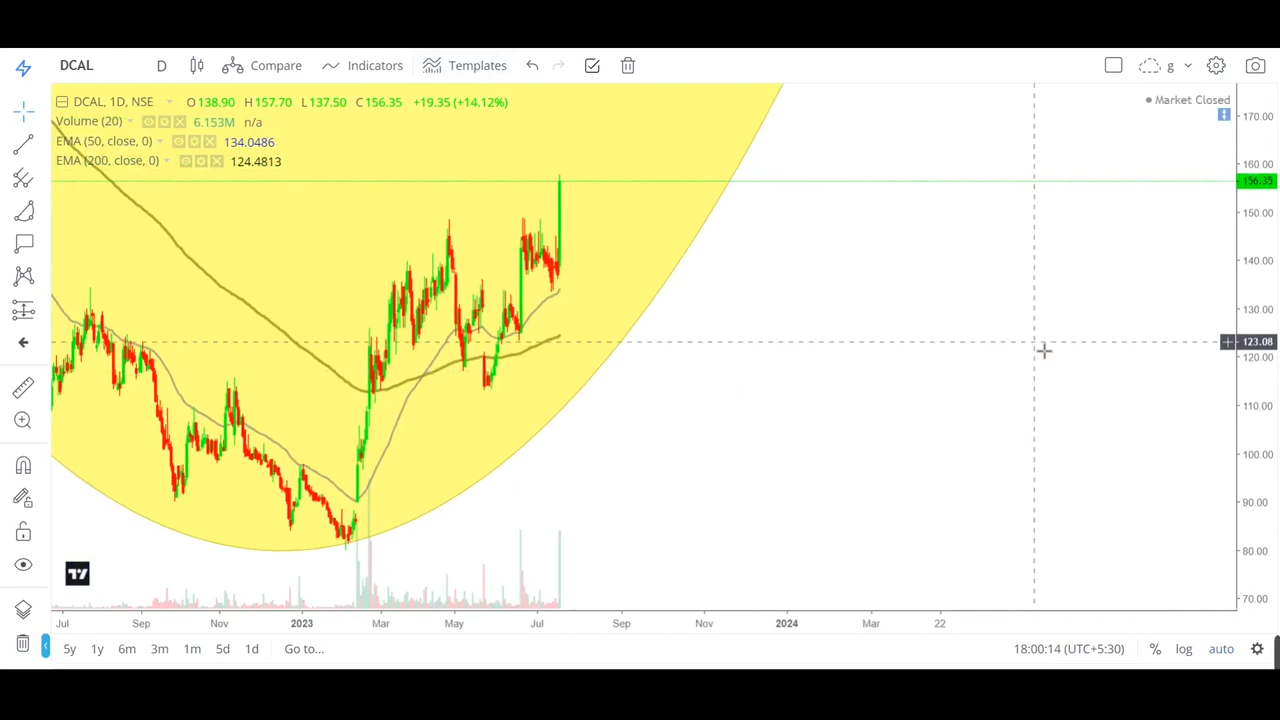 DCAL D Compare Indicators Templates g
DCAL, 1D, NSE O138.90 H157.70 L137.50 C156.35 +19.35 (+14.12%)
Market Closed
Volume (20) 6.153M n/a
EMA (50, close, 0) 134.0486
EMA (200, close, 0) 124.4813
170.00
160.00
156.35
150.00
140.00
130.00
123.08
120.00
110.00
100.00
90.00
80.00
70.00
Jul Sep Nov 2023 Mar May Jul Sep Nov 2024 Mar 22
5y 1y 6m 3m 1m 5d 1d Go to... 18:00:14 (UTC+5:30) % log auto